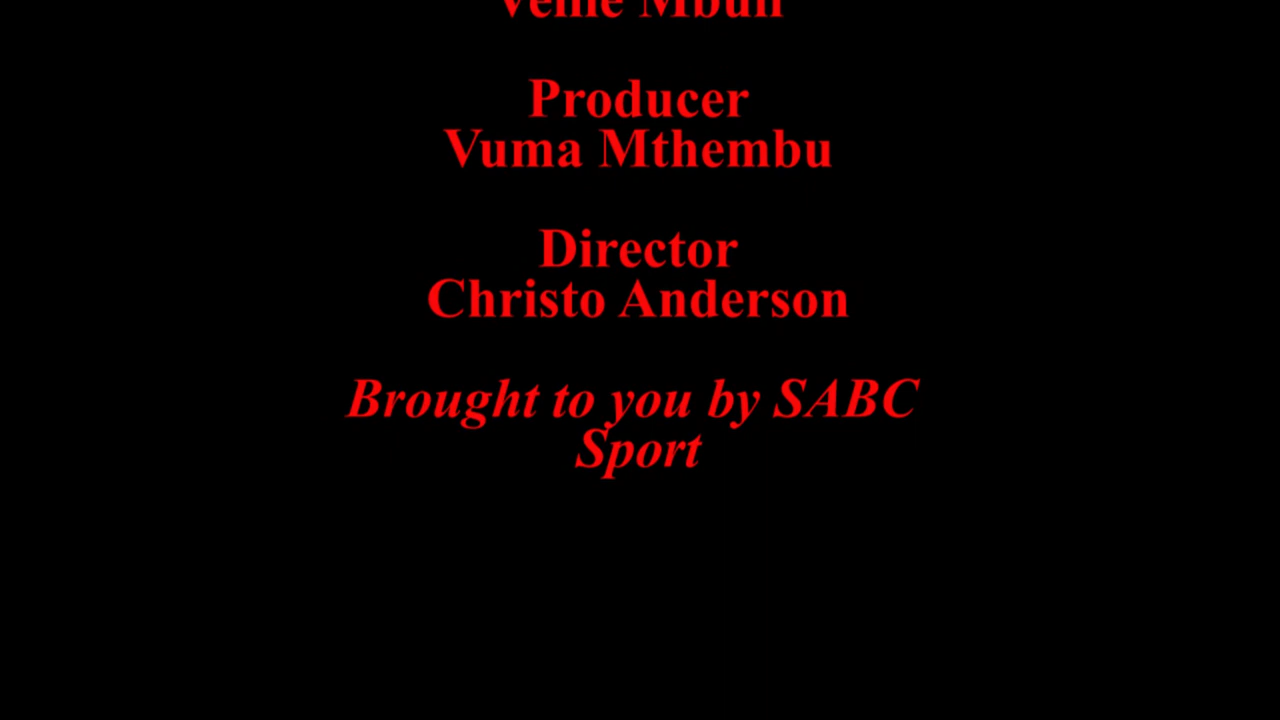 Producer
Vuma Mthembu
Director
Christo Anderson
Brought to you by SABC
Sport